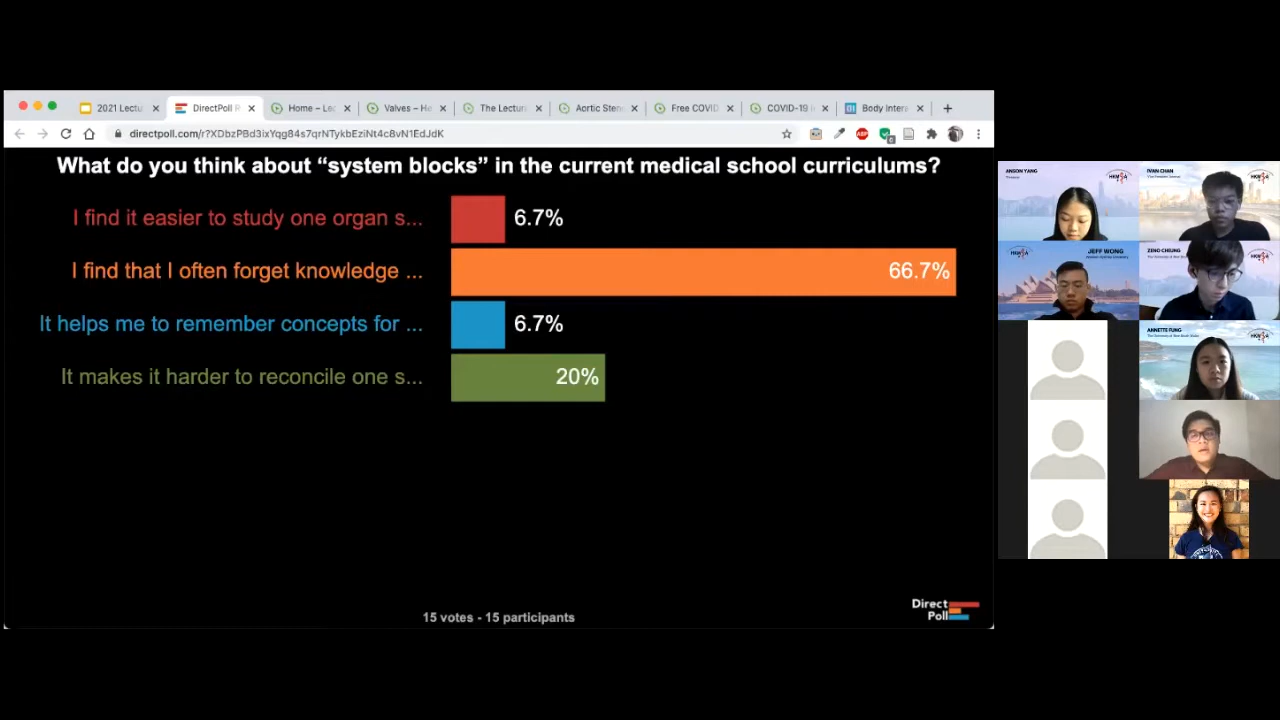 2021 Lectu
DirectPoll R
Home – Lec
Valves – He
The Lectur
Aortic Sten
Free COVID
COVID-19 I
Body Intera
directpoll.com/r?XDbzPBd3ixYqg84s7qrNTykbEziNt4c8vN1EdJdK
What do you think about “system blocks” in the current medical school curriculums?
I find it easier to study one organ s... 6.7%
I find that I often forget knowledge ... 66.7%
It helps me to remember concepts for ... 6.7%
It makes it harder to reconcile one s... 20%
15 votes - 15 participants
Direct
Poll
ANSON YANG
IVAN CHAN
JEFF WONG
ZENO CHEUNG
ANNETTE FUNG